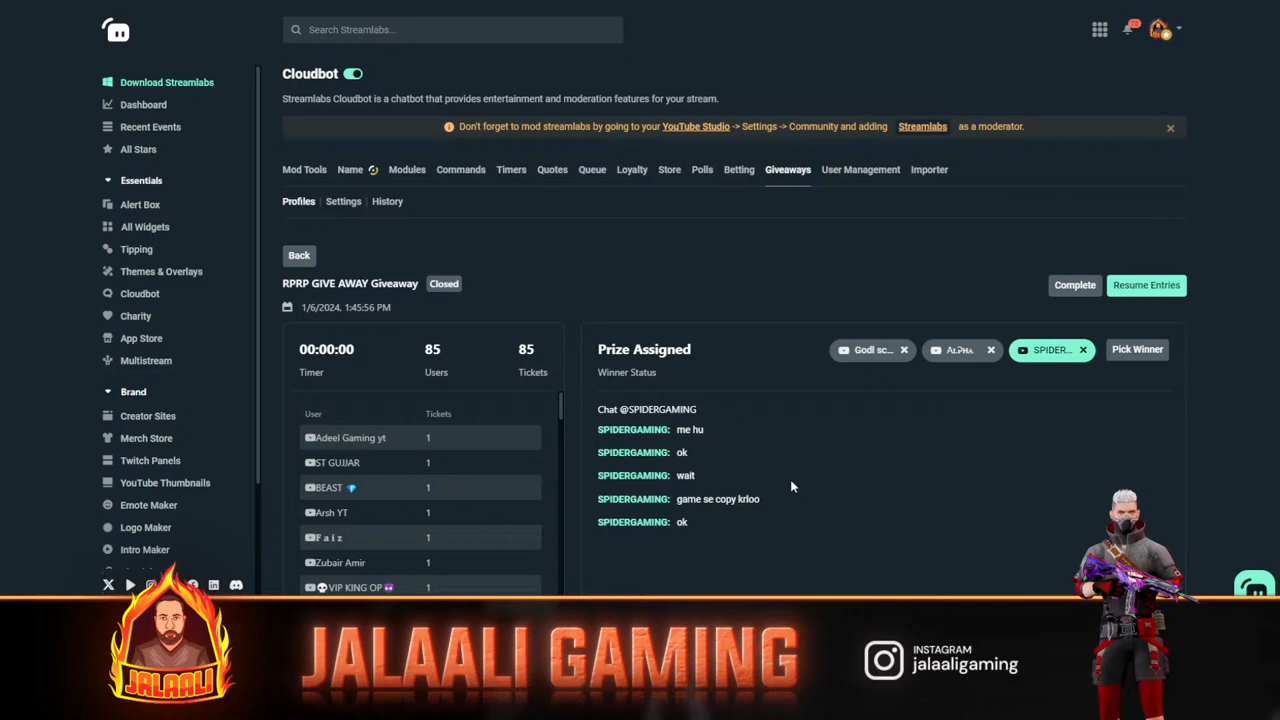 Search Streamlabs...
Download Streamlabs
Dashboard
Recent Events
All Stars
Essentials
Alert Box
All Widgets
Tipping
Themes & Overlays
Cloudbot
Charity
App Store
Multistream
Brand
Creator Sites
Merch Store
Twitch Panels
YouTube Thumbnails
Emote Maker
Logo Maker
Intro Maker
Cloudbot
Streamlabs Cloudbot is a chatbot that provides entertainment and moderation features for your stream.
Don't forget to mod streamlabs by going to your YouTube Studio -> Settings -> Community and adding Streamlabs as a moderator.
Mod Tools Name Modules Commands Timers Quotes Queue Loyalty Store Polls Betting Giveaways User Management Importer
Profiles | Settings | History
Back
RPRP GIVE AWAY Giveaway Closed
Complete Resume Entries
1/6/2024, 1:45:56 PM
00:00:00 85 85
Timer Users Tickets
User Tickets
Adeel Gaming yt 1
ST GUJJAR 1
BEAST 💎 1
Arsh YT 1
F a i z 1
Zubair Amir 1
💀VIP KING OP😈 1
Prize Assigned
Godl sc... × ALPHA × SPIDER... × Pick Winner
Winner Status
Chat @SPIDERGAMING
SPIDERGAMING: me hu
SPIDERGAMING: ok
SPIDERGAMING: wait
SPIDERGAMING: game se copy krloo
SPIDERGAMING: ok
JALAALI
JALAALI GAMING
INSTAGRAM
jalaaligaming